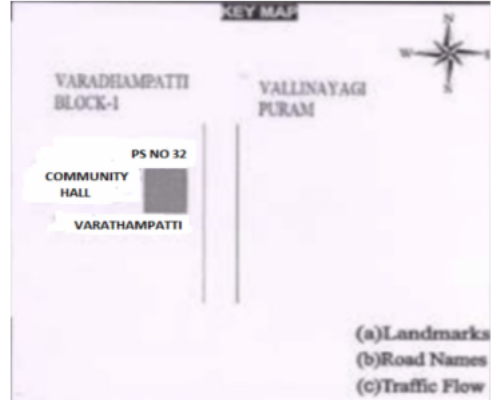 KEY MAP
N
W
S
VARADHAMPATTI
BLOCK-1
VALLINAYAGI
PURAM
PS NO 32
COMMUNITY
HALL
VARATHAMPATTI
(a)Landmarks
(b)Road Names
(c)Traffic Flow